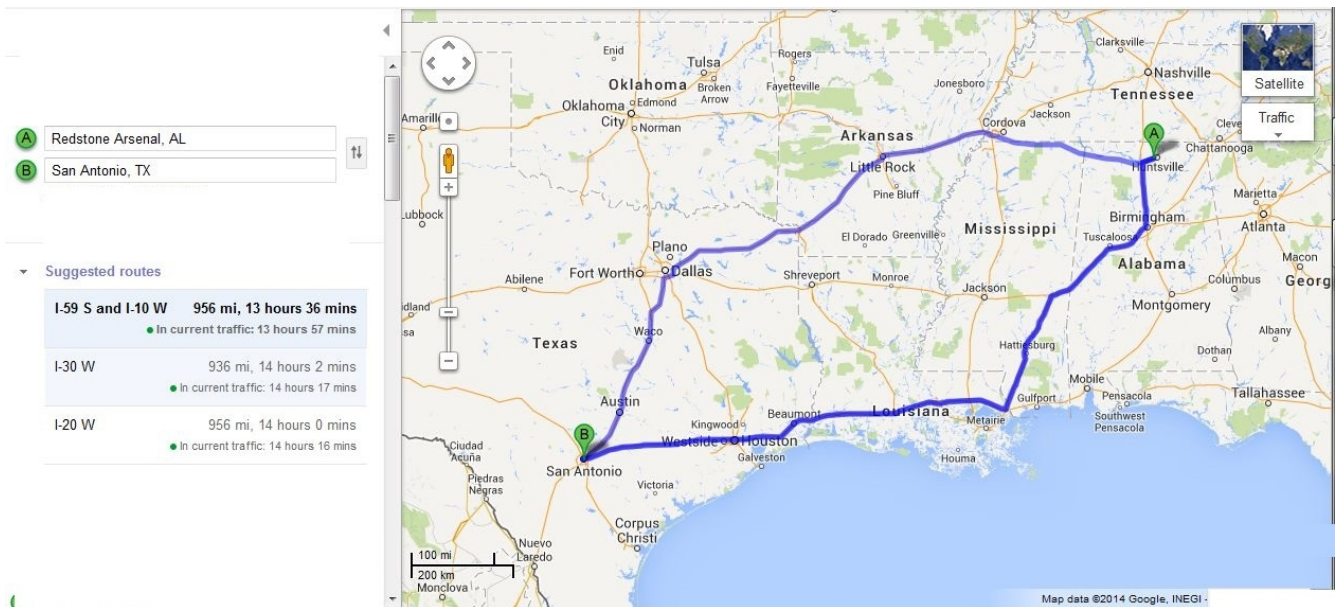 A Redstone Arsenal, AL
B San Antonio, TX
Suggested routes
I-59 S and I-10 W 956 mi, 13 hours 36 mins
In current traffic: 13 hours 57 mins
I-30 W 936 mi, 14 hours 2 mins
In current traffic: 14 hours 17 mins
I-20 W 956 mi, 14 hours 0 mins
In current traffic: 14 hours 16 mins
Satellite
Traffic
Enid
Tulsa
Rogers
Clarksville
Nashville
Oklahoma
Broken
Arrow
Fayetteville
Jonesboro
Tennessee
Oklahoma
City
Edmond
Norman
Amarill
Jackson
Cordova
Cleve
Chattanooga
Arkansas
A
Huntsville
Little Rock
Pine Bluff
Marietta
Atlanta
Lubbock
El Dorado
Greenville
Mississippi
Birmingham
Tuscaloosa
Plano
Fort Worth
Dallas
Abilene
Shreveport
Monroe
Jackson
Alabama
Columbus
Macon
Georg
Montgomery
idland
ssa
Waco
Texas
Hattiesburg
Albany
Dothan
Austin
Mobile
Pensacola
Tallahassee
Gulfport
Southwest
Pensacola
Kingwood
Beaumont
Louisiana
Metairie
B
Westside
Houston
San Antonio
Galveston
Houma
Ciudad
Acuña
Piedras
Negras
Victoria
Corpus
Christi
Nuevo
Laredo
Monclova
100 mi
200 km
Map data ©2014 Google, INEGI -